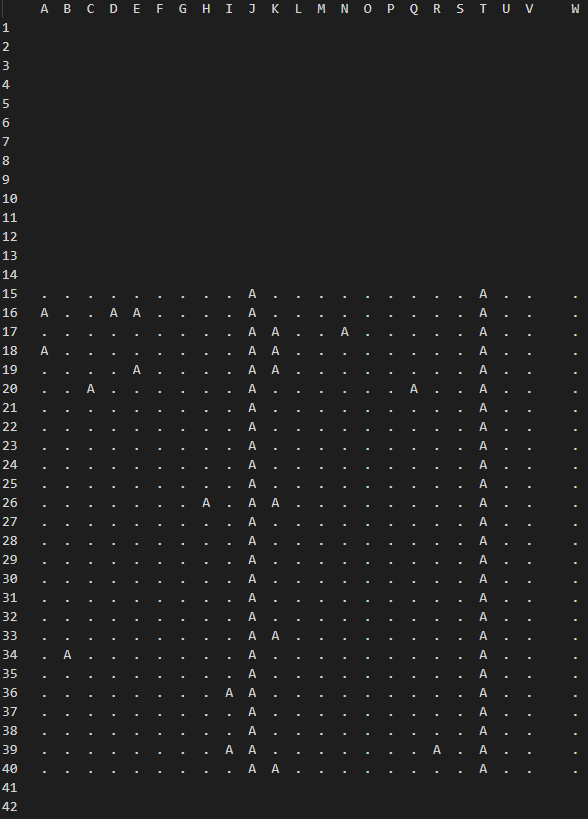 A B C D E F G H I J K L M N O P Q R S T U V W
1
2
3
4
5
6
7
8
9
10
11
12
13
14
15 . . . . . . . . . A . . . . . . . . . A . . .
16 A . . A A . . . . A . . . . . . . . . A . . .
17 . . . . . . . . . A A . . A . . . . . A . . .
18 A . . . . . . . . A A . . . . . . . . A . . .
19 . . . . A . . . . A A . . . . . . . . A . . .
20 . . A . . . . . . A . . . . . . A . . A . . .
21 . . . . . . . . . A . . . . . . . . . A . . .
22 . . . . . . . . . A . . . . . . . . . A . . .
23 . . . . . . . . . A . . . . . . . . . A . . .
24 . . . . . . . . . A . . . . . . . . . A . . .
25 . . . . . . . . . A . . . . . . . . . A . . .
26 . . . . . . . A . A A . . . . . . . . A . . .
27 . . . . . . . . . A . . . . . . . . . A . . .
28 . . . . . . . . . A . . . . . . . . . A . . .
29 . . . . . . . . . A . . . . . . . . . A . . .
30 . . . . . . . . . A . . . . . . . . . A . . .
31 . . . . . . . . . A . . . . . . . . . A . . .
32 . . . . . . . . . A . . . . . . . . . A . . .
33 . . . . . . . . . A A . . . . . . . . A . . .
34 . A . . . . . . . A . . . . . . . . . A . . .
35 . . . . . . . . . A . . . . . . . . . A . . .
36 . . . . . . . . A A . . . . . . . . . A . . .
37 . . . . . . . . . A . . . . . . . . . A . . .
38 . . . . . . . . . A . . . . . . . . . A . . .
39 . . . . . . . . A A . . . . . . . A . A . . .
40 . . . . . . . . . A A . . . . . . . . A . . .
41
42